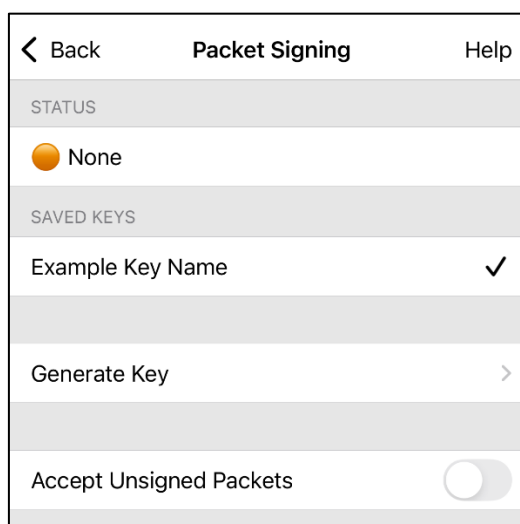 Back Packet Signing Help
STATUS
None
SAVED KEYS
Example Key Name
Generate Key
Accept Unsigned Packets